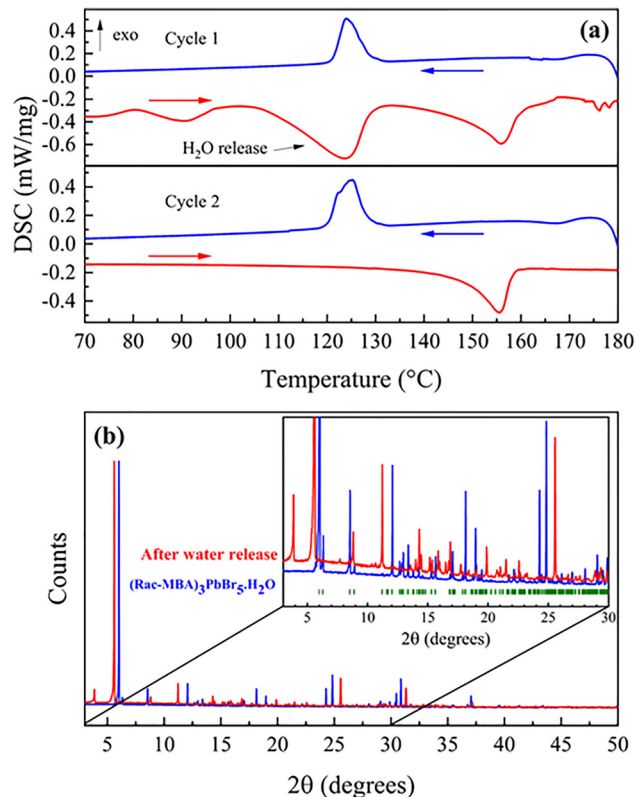 (a)
exo
Cycle 1
0.4
0.2
0.0
-0.2
-0.4
-0.6
H2O release
DSC (mW/mg)
Cycle 2
0.4
0.2
0.0
-0.2
-0.4
70 80 90 100 110 120 130 140 150 160 170 180
Temperature (°C)
(b)
After water release
(Rac-MBA)3PbBr5.H2O
Counts
5 10 15 20 25 30
2θ (degrees)
5 10 15 20 25 30 35 40 45 50
2θ (degrees)